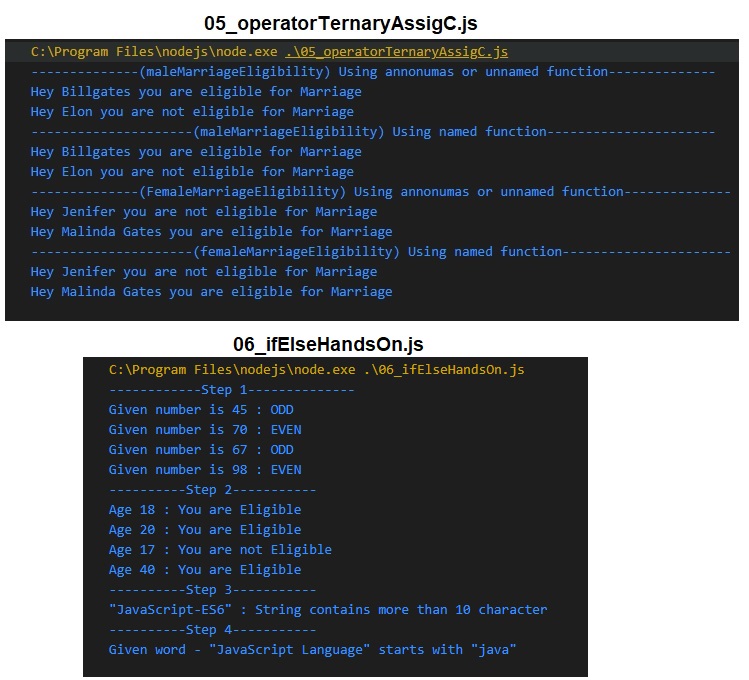 05_operatorTernaryAssigC.js
C:\Program Files\nodejs\node.exe .\05_operatorTernaryAssigC.js
--------------(maleMarriageEligibility) Using annonumas or unnamed function--------------
Hey Billgates you are eligible for Marriage
Hey Elon you are not eligible for Marriage
---------------------(maleMarriageEligibility) Using named function----------------------
Hey Billgates you are eligible for Marriage
Hey Elon you are not eligible for Marriage
--------------(FemaleMarriageEligibility) Using annonumas or unnamed function--------------
Hey Jenifer you are not eligible for Marriage
Hey Malinda Gates you are eligible for Marriage
---------------------(femaleMarriageEligibility) Using named function----------------------
Hey Jenifer you are not eligible for Marriage
Hey Malinda Gates you are eligible for Marriage
06_ifElseHandsOn.js
C:\Program Files\nodejs\node.exe .\06_ifElseHandsOn.js
------------Step 1--------------
Given number is 45 : ODD
Given number is 70 : EVEN
Given number is 67 : ODD
Given number is 98 : EVEN
----------Step 2-----------
Age 18 : You are Eligible
Age 20 : You are Eligible
Age 17 : You are not Eligible
Age 40 : You are Eligible
----------Step 3-----------
"JavaScript-ES6" : String contains more than 10 character
----------Step 4-----------
Given word - "JavaScript Language" starts with "java"